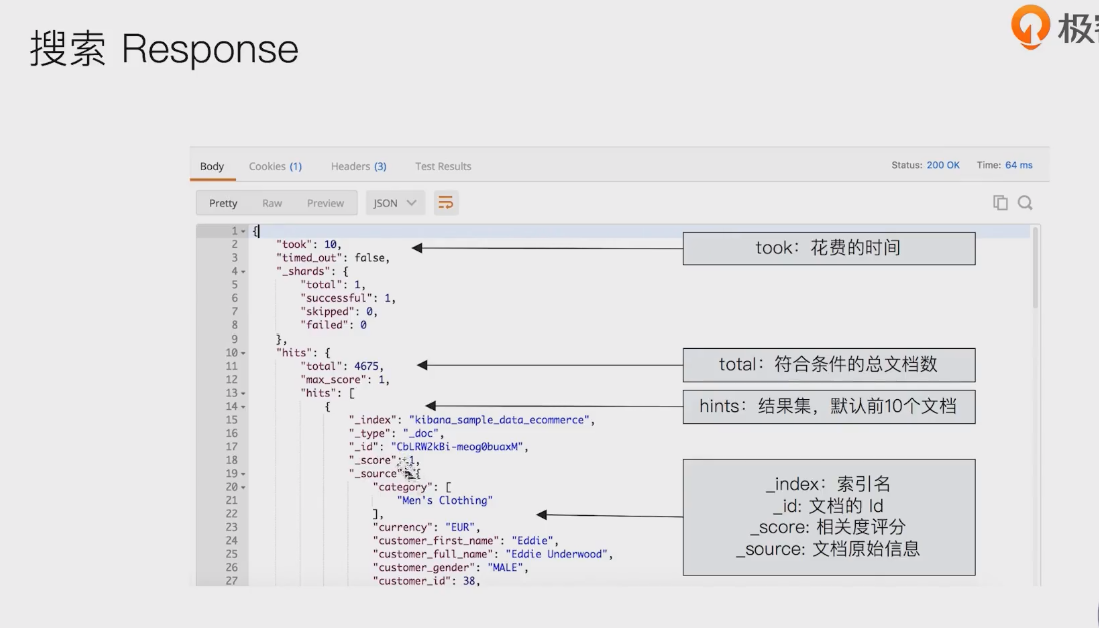 搜索 Response
极客
Body Cookies (1) Headers (3) Test Results Status: 200 OK Time: 64 ms
Pretty Raw Preview JSON
1 {
2 "took": 10,
took：花费的时间
3 "timed_out": false,
4 "_shards": {
5 "total": 1,
6 "successful": 1,
7 "skipped": 0,
8 "failed": 0
9 },
10 "hits": {
11 "total": 4675,
total：符合条件的总文档数
12 "max_score": 1,
13 "hits": [
14 {
hints：结果集，默认前10个文档
15 "_index": "kibana_sample_data_ecommerce",
16 "_type": "_doc",
17 "_id": "CbLRW2kBi-meog0buaxM",
18 "_score": 1,
19 "_source": {
20 "category": [
21 "Men's Clothing"
22 ],
23 "currency": "EUR",
24 "customer_first_name": "Eddie",
25 "customer_full_name": "Eddie Underwood",
26 "customer_gender": "MALE",
27 "customer_id": 38,
_index：索引名
_id: 文档的 Id
_score: 相关度评分
_source: 文档原始信息